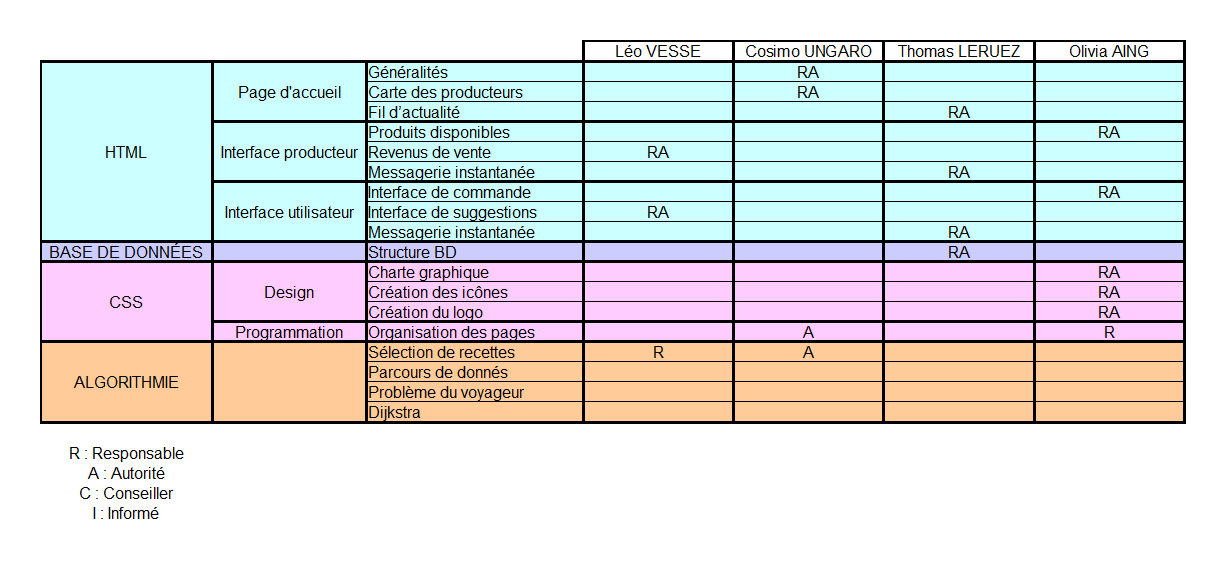 Léo VESSE Cosimo UNGARO Thomas LERUEZ Olivia AING
Généralités RA
HTML Page d'accueil Carte des producteurs RA
Fil d’actualité RA
Produits disponibles RA
Interface producteur Revenus de vente RA
Messagerie instantanée RA
Interface de commande RA
Interface utilisateur Interface de suggestions RA
Messagerie instantanée RA
BASE DE DONNÉES Structure BD RA
Charte graphique RA
CSS Design Création des icônes RA
Création du logo RA
Programmation Organisation des pages A R
Sélection de recettes R A
ALGORITHMIE Parcours de donnés
Problème du voyageur
Dijkstra
R : Responsable
A : Autorité
C : Conseiller
I : Informé